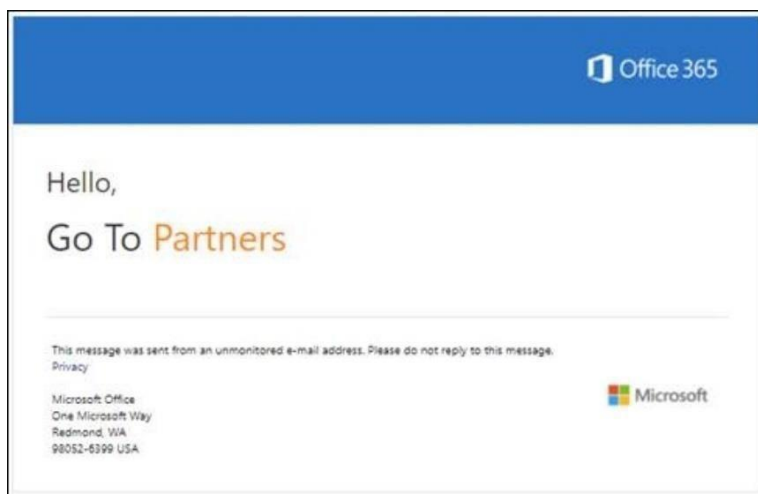 Office 365
Hello,
Go To Partners
This message was sent from an unmonitored e-mail address. Please do not reply to this message.
Privacy
Microsoft Office
One Microsoft Way
Redmond, WA
98052-6399 USA
Microsoft